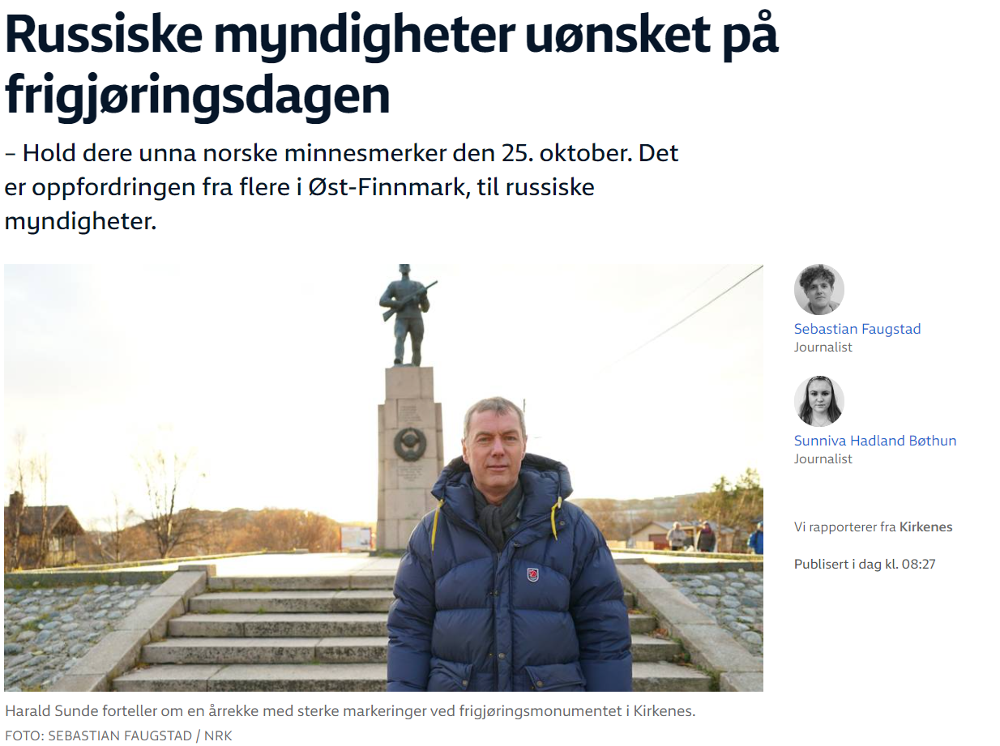 Russiske myndigheter uønsket på
frigjøringsdagen
– Hold dere unna norske minnesmerker den 25. oktober. Det
er oppfordringen fra flere i Øst-Finnmark, til russiske
myndigheter.
Sebastian Faugstad
Journalist
Sunniva Hadland Bøthun
Journalist
Vi rapporterer fra Kirkenes
Publisert i dag kl. 08:27
Harald Sunde forteller om en årrekke med sterke markeringer ved frigjøringsmonumentet i Kirkenes.
FOTO: SEBASTIAN FAUGSTAD / NRK